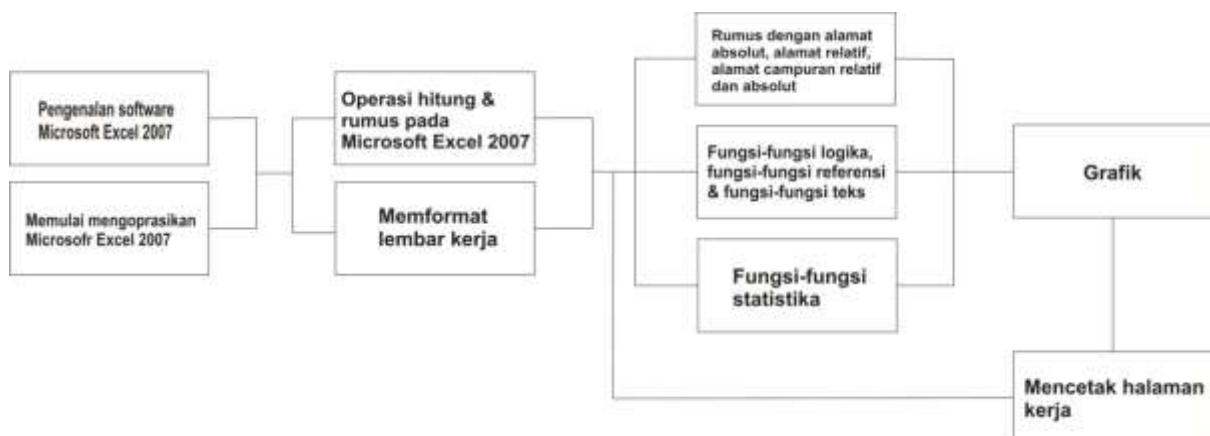 Pengenalan software
Microsoft Excel 2007
Memulai mengoprasikan
Microsofr Excel 2007
Operasi hitung &
rumus pada
Microsoft Excel 2007
Memformat
lembar kerja
Rumus dengan alamat
absolut, alamat relatif,
alamat campuran relatif
dan absolut
Fungsi-fungsi logika,
fungsi-fungsi referensi
& fungsi-fungsi teks
Fungsi-fungsi
statistika
Grafik
Mencetak halaman
kerja